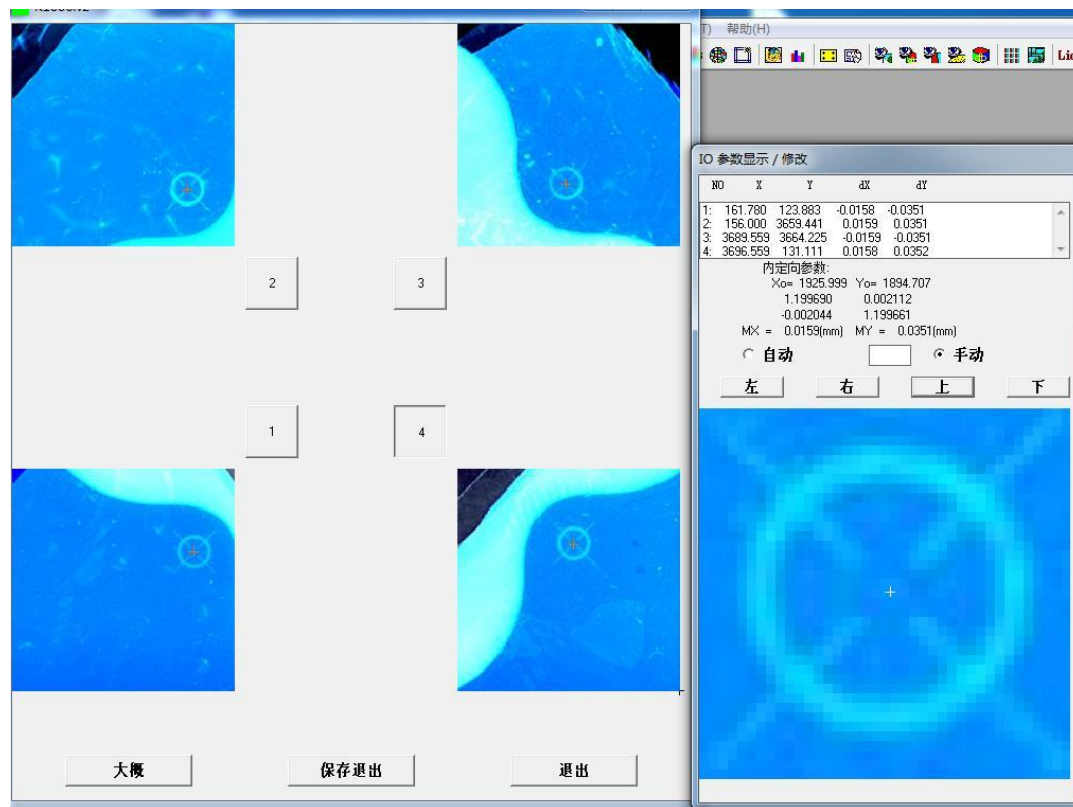 帮助(H)
IO 参数显示 / 修改
NO X Y dX dY
1: 161.780 123.883 -0.0158 -0.0351
2: 156.000 3659.441 0.0159 0.0351
3: 3689.559 3664.225 -0.0159 -0.0351
4: 3696.559 131.111 0.0158 0.0352
内定向参数:
Xo= 1925.999 Yo= 1894.707
1.199690 0.002112
-0.002044 1.199661
MX = 0.0159(mm) MY = 0.0351(mm)
自动 手动
左 右 上 下
2 3
1 4
大概 保存退出 退出